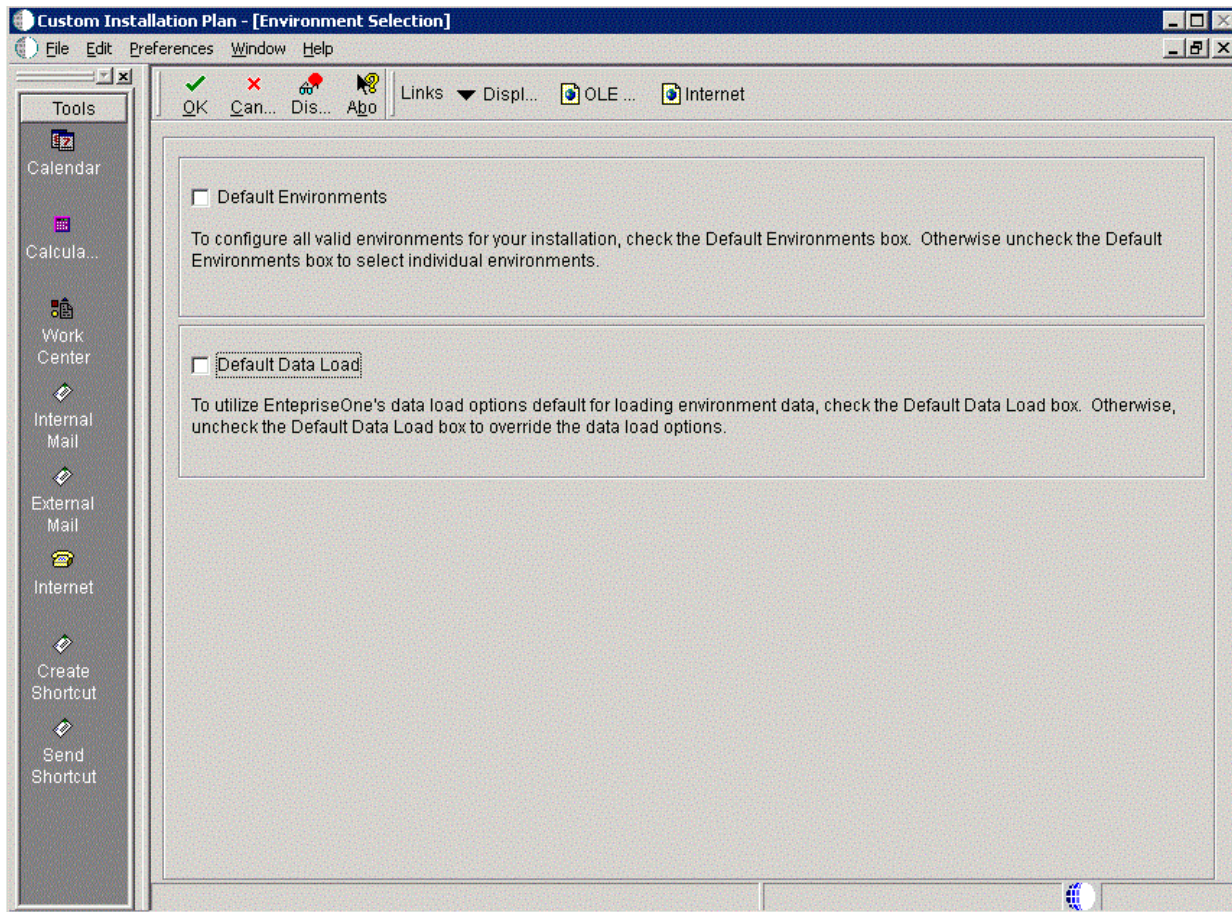 Custom Installation Plan - [Environment Selection]
File Edit Preferences Window Help
Tools
Calendar
Calcula...
Work
Center
Internal
Mail
External
Mail
Internet
Create
Shortcut
Send
Shortcut
OK Can... Dis... Abo Links Displ... OLE ... Internet
Default Environments
To configure all valid environments for your installation, check the Default Environments box. Otherwise uncheck the Default
Environments box to select individual environments.
Default Data Load
To utilize EntepriseOne's data load options default for loading environment data, check the Default Data Load box. Otherwise,
uncheck the Default Data Load box to override the data load options.